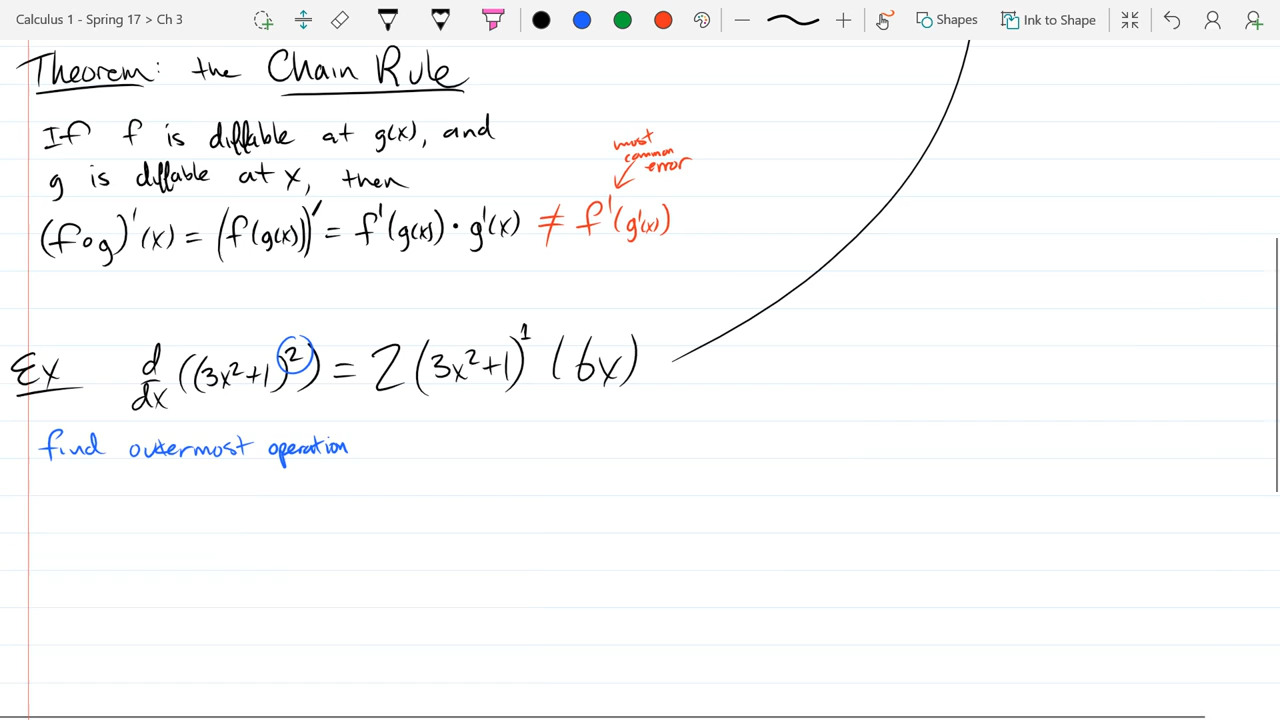 Calculus 1 - Spring 17 > Ch 3
Shapes
Ink to Shape
Theorem: the Chain Rule
If f is diffable at g(x), and
g is diffable at x, then
most
common
error
(f∘g)'(x) = (f(g(x)))' = f'(g(x)) · g'(x) ≠ f'(g'(x))
Ex d/dx ((3x²+1)²) = 2(3x²+1)¹ (6x)
find outermost operation